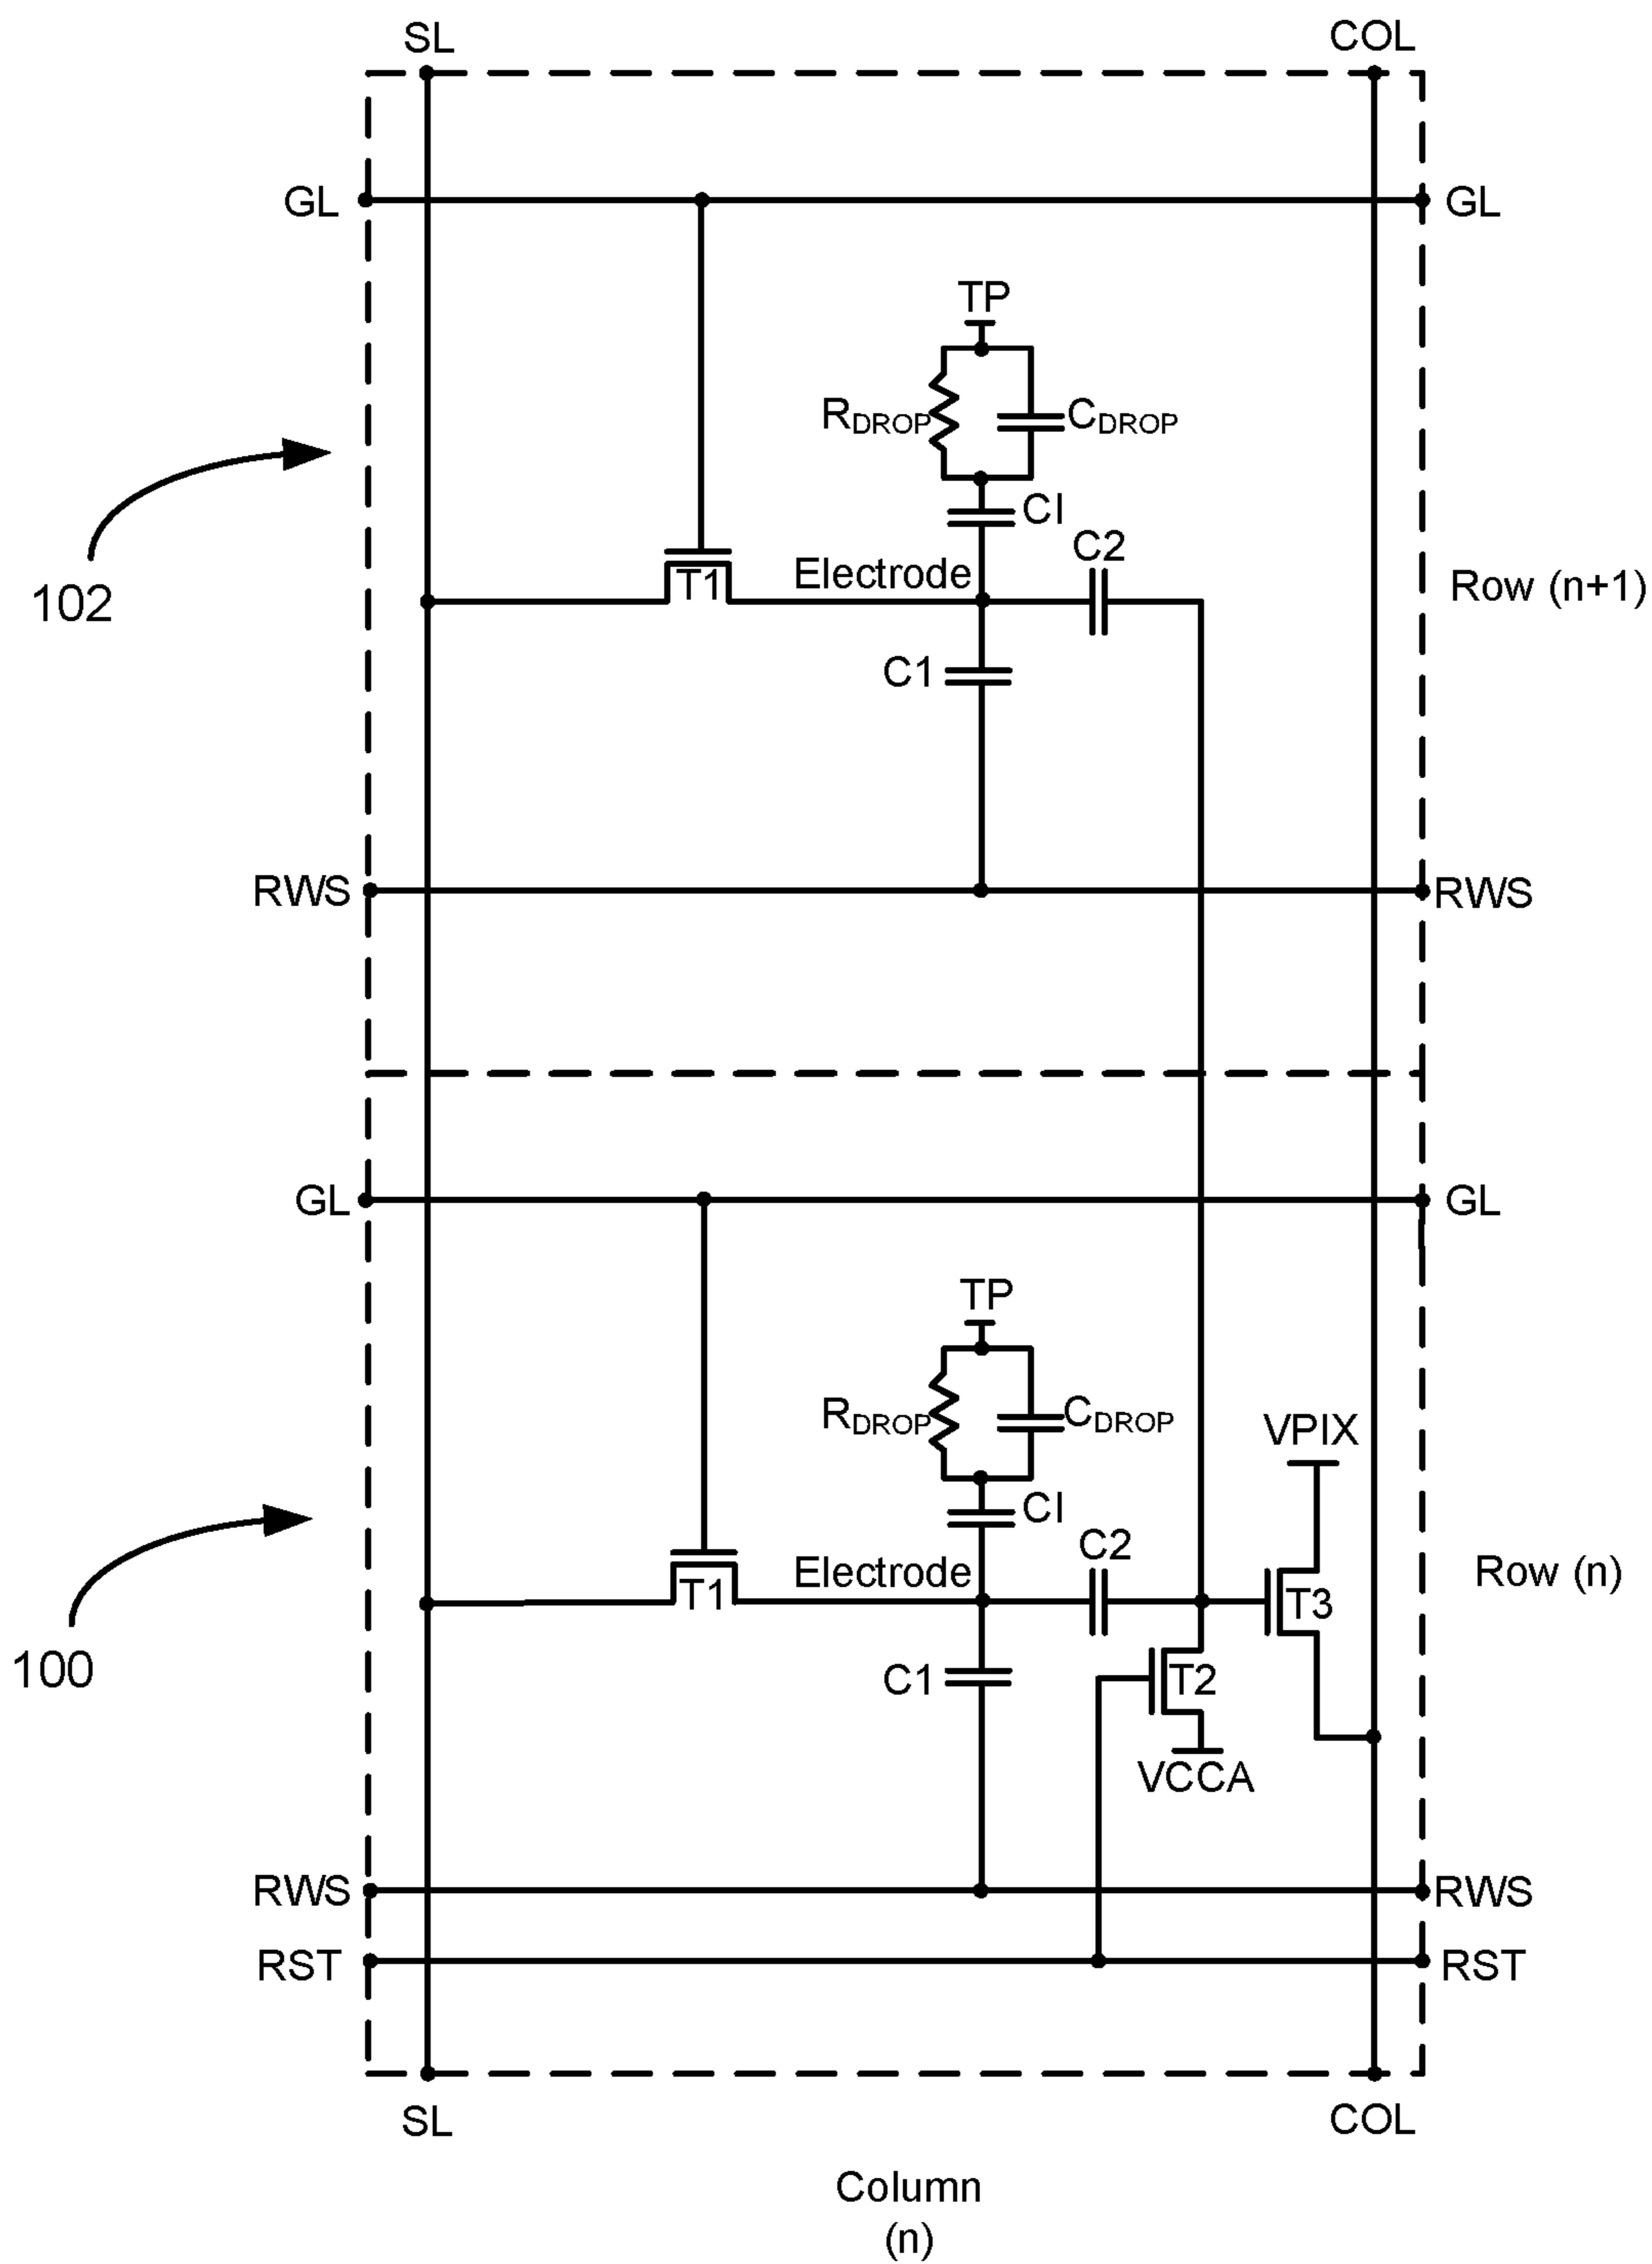 SL COL
GL GL
TP
RDROP CDROP
CI
C2
Electrode
T1
Row (n+1)
102
C1
RWS RWS
GL GL
TP
RDROP CDROP
VPIX
CI
C2
Electrode
Row (n)
T1 T3
100
C1 T2
VCCA
RWS RWS
RST RST
SL COL
Column
(n)